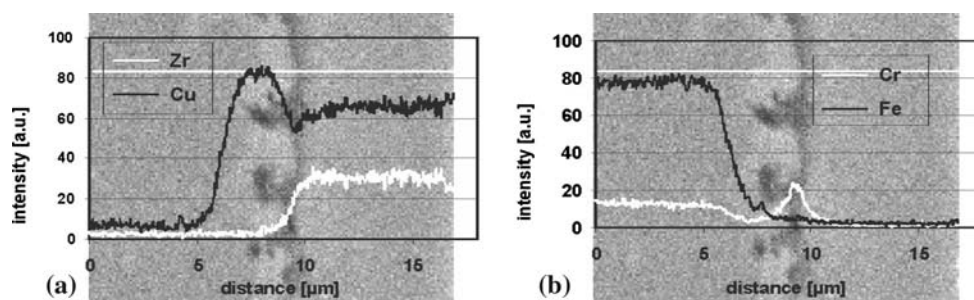 100
80
60
40
20
0
intensity [a.u.]
Zr
Cu
0 5 10 15
distance [µm]
(a)
100
80
60
40
20
0
intensity [a.u.]
Cr
Fe
0 5 10 15
distance [µm]
(b)